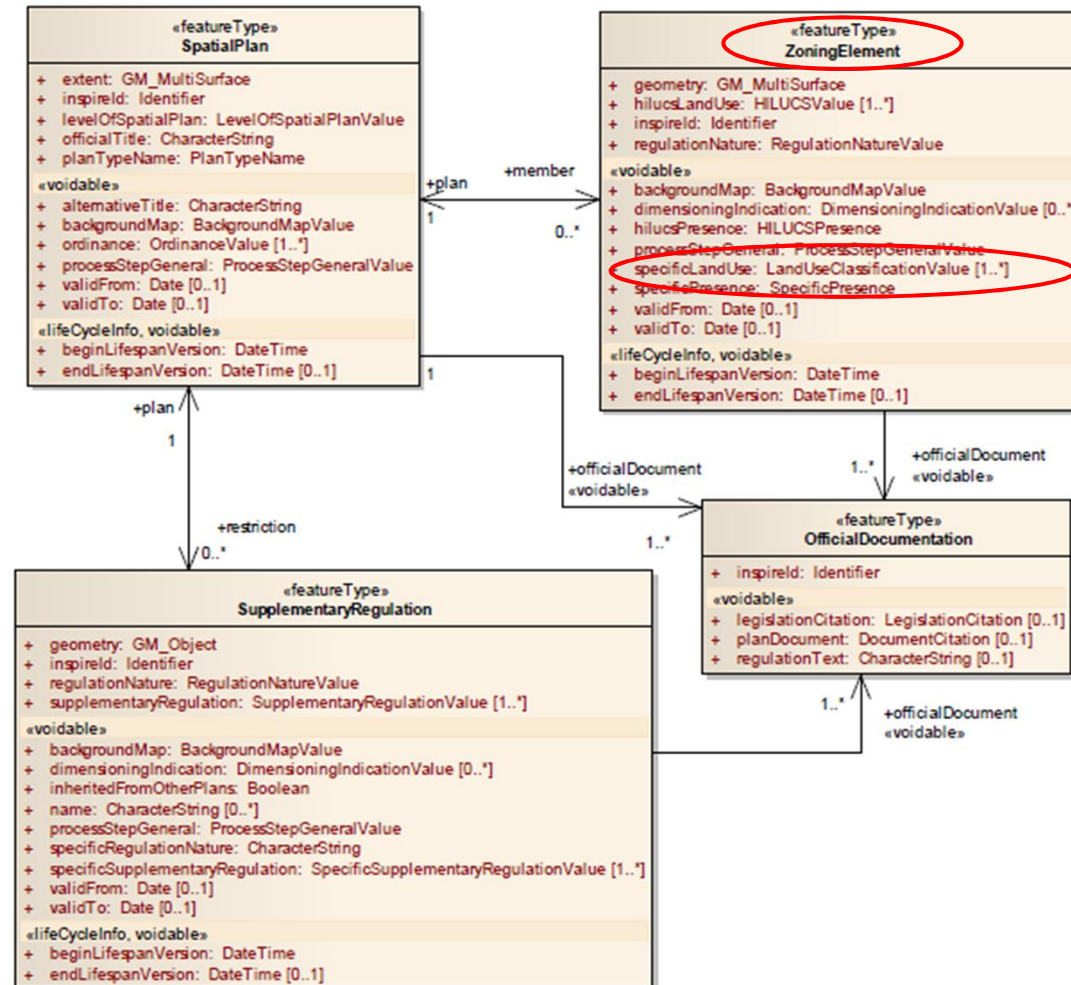 «featureType»
SpatialPlan
+ extent: GM_MultiSurface
+ inspireId: Identifier
+ levelOfSpatialPlan: LevelOfSpatialPlanValue
+ officialTitle: CharacterString
+ planTypeName: PlanTypeName
«voidable»
+ alternativeTitle: CharacterString
+ backgroundMap: BackgroundMapValue
+ ordinance: OrdinanceValue [1..*]
+ processStepGeneral: ProcessStepGeneralValue
+ validFrom: Date [0..1]
+ validTo: Date [0..1]
«lifeCycleInfo, voidable»
+ beginLifespanVersion: DateTime
+ endLifespanVersion: DateTime [0..1]
+plan
1
+member
0..*
«featureType»
ZoningElement
+ geometry: GM_MultiSurface
+ hilucsLandUse: HILUCSValue [1..*]
+ inspireId: Identifier
+ regulationNature: RegulationNatureValue
«voidable»
+ backgroundMap: BackgroundMapValue
+ dimensioningIndication: DimensioningIndicationValue [0..*
+ hilucsPresence: HILUCSPresence
+ processStepGeneral: ProcessStepGeneralValue
+ specificLandUse: LandUseClassificationValue [1..*]
+ specificPresence: SpecificPresence
+ validFrom: Date [0..1]
+ validTo: Date [0..1]
«lifeCycleInfo, voidable»
+ beginLifespanVersion: DateTime
+ endLifespanVersion: DateTime [0..1]
+plan
1
+restriction
0..*
1
+officialDocument
«voidable»
1..*
1..*
+officialDocument
«voidable»
«featureType»
OfficialDocumentation
+ inspireId: Identifier
«voidable»
+ legislationCitation: LegislationCitation [0..1]
+ planDocument: DocumentCitation [0..1]
+ regulationText: CharacterString [0..1]
1..*
+officialDocument
«voidable»
«featureType»
SupplementaryRegulation
+ geometry: GM_Object
+ inspireId: Identifier
+ regulationNature: RegulationNatureValue
+ supplementaryRegulation: SupplementaryRegulationValue [1..*]
«voidable»
+ backgroundMap: BackgroundMapValue
+ dimensioningIndication: DimensioningIndicationValue [0..*]
+ inheritedFromOtherPlans: Boolean
+ name: CharacterString [0..*]
+ processStepGeneral: ProcessStepGeneralValue
+ specificRegulationNature: CharacterString
+ specificSupplementaryRegulation: SpecificSupplementaryRegulationValue [1..*]
+ validFrom: Date [0..1]
+ validTo: Date [0..1]
«lifeCycleInfo, voidable»
+ beginLifespanVersion: DateTime
+ endLifespanVersion: DateTime [0..1]